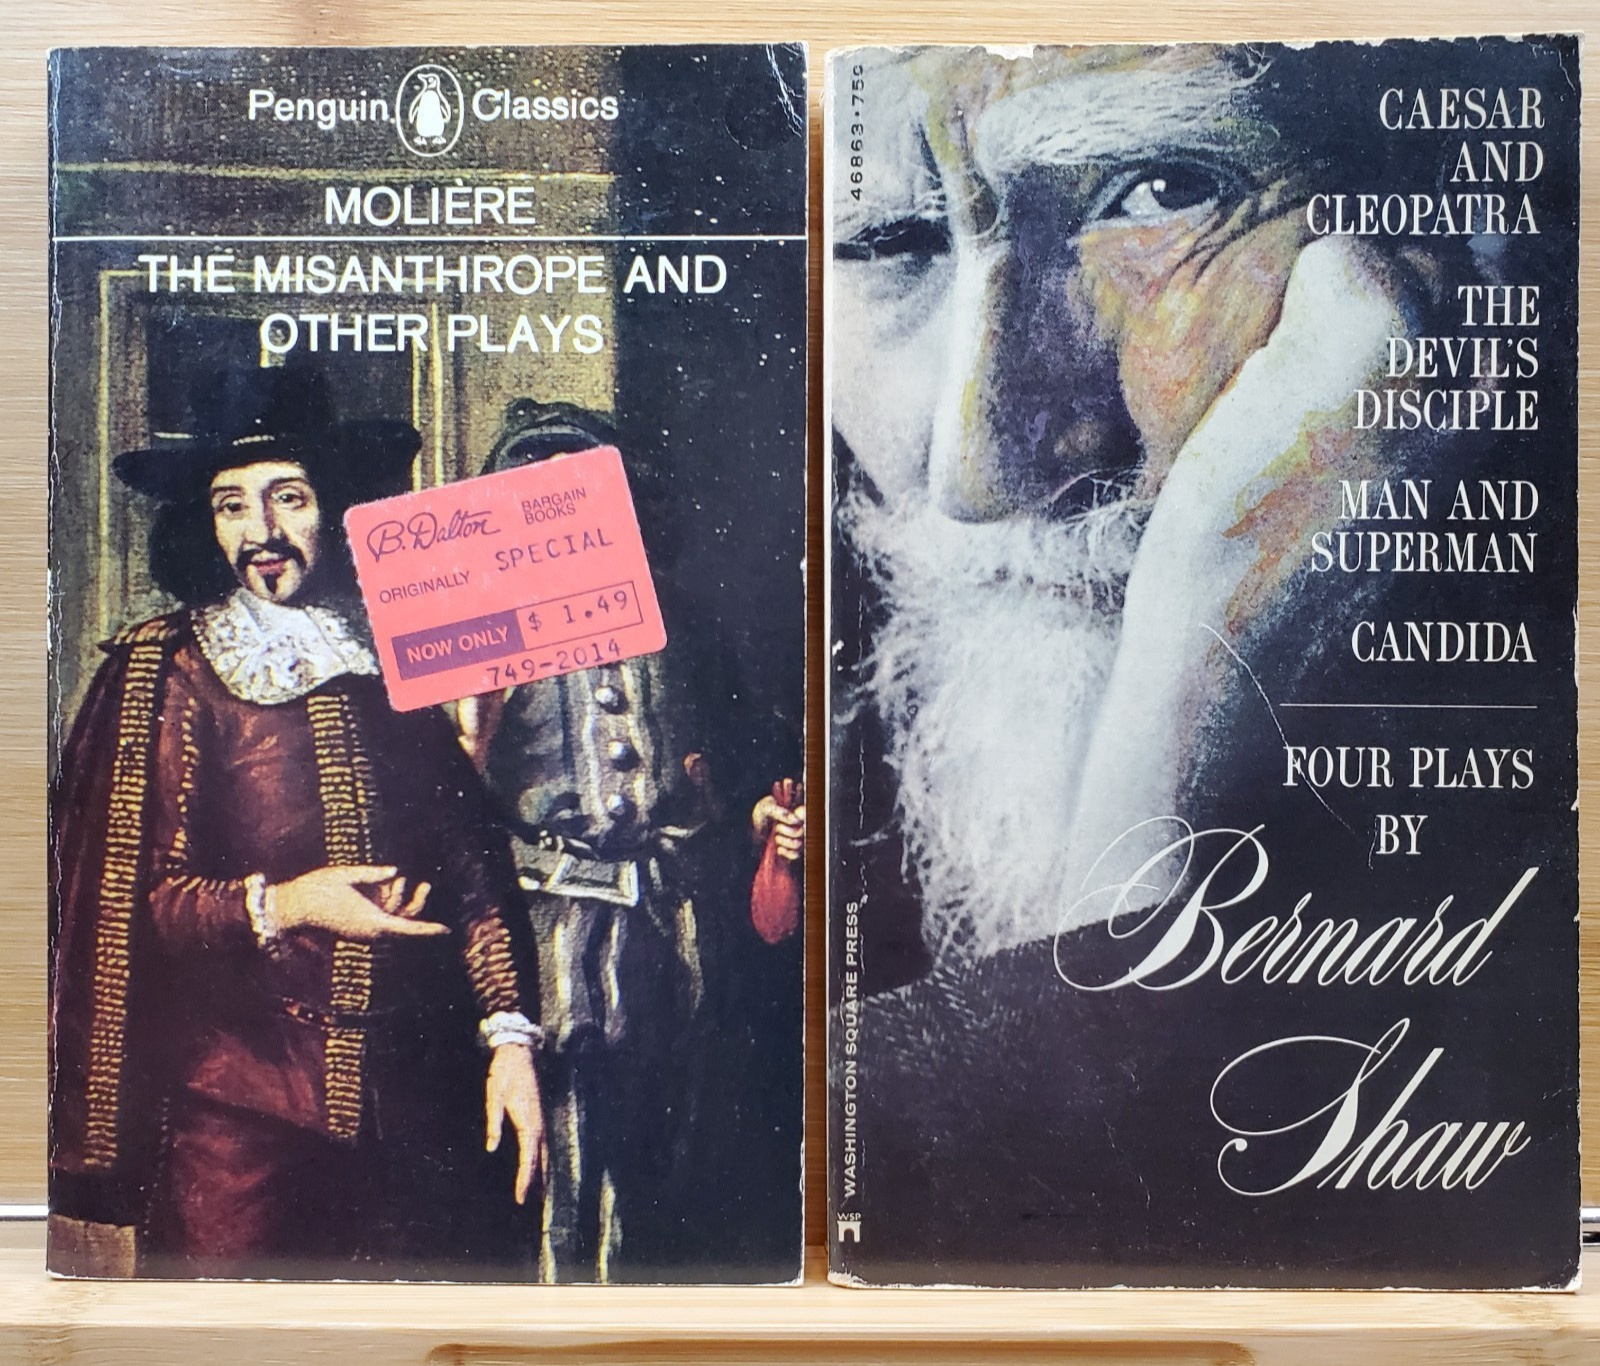 Penguin Classics
MOLIÈRE
THE MISANTHROPE AND
OTHER PLAYS
B. Dalton
BARGAIN
BOOKS
ORIGINALLY SPECIAL
NOW ONLY $ 1.49
749-2014
46863·75¢
CAESAR
AND
CLEOPATRA
THE
DEVIL'S
DISCIPLE
MAN AND
SUPERMAN
CANDIDA
FOUR PLAYS
BY
Bernard
Shaw
WASHINGTON SQUARE PRESS
WSP